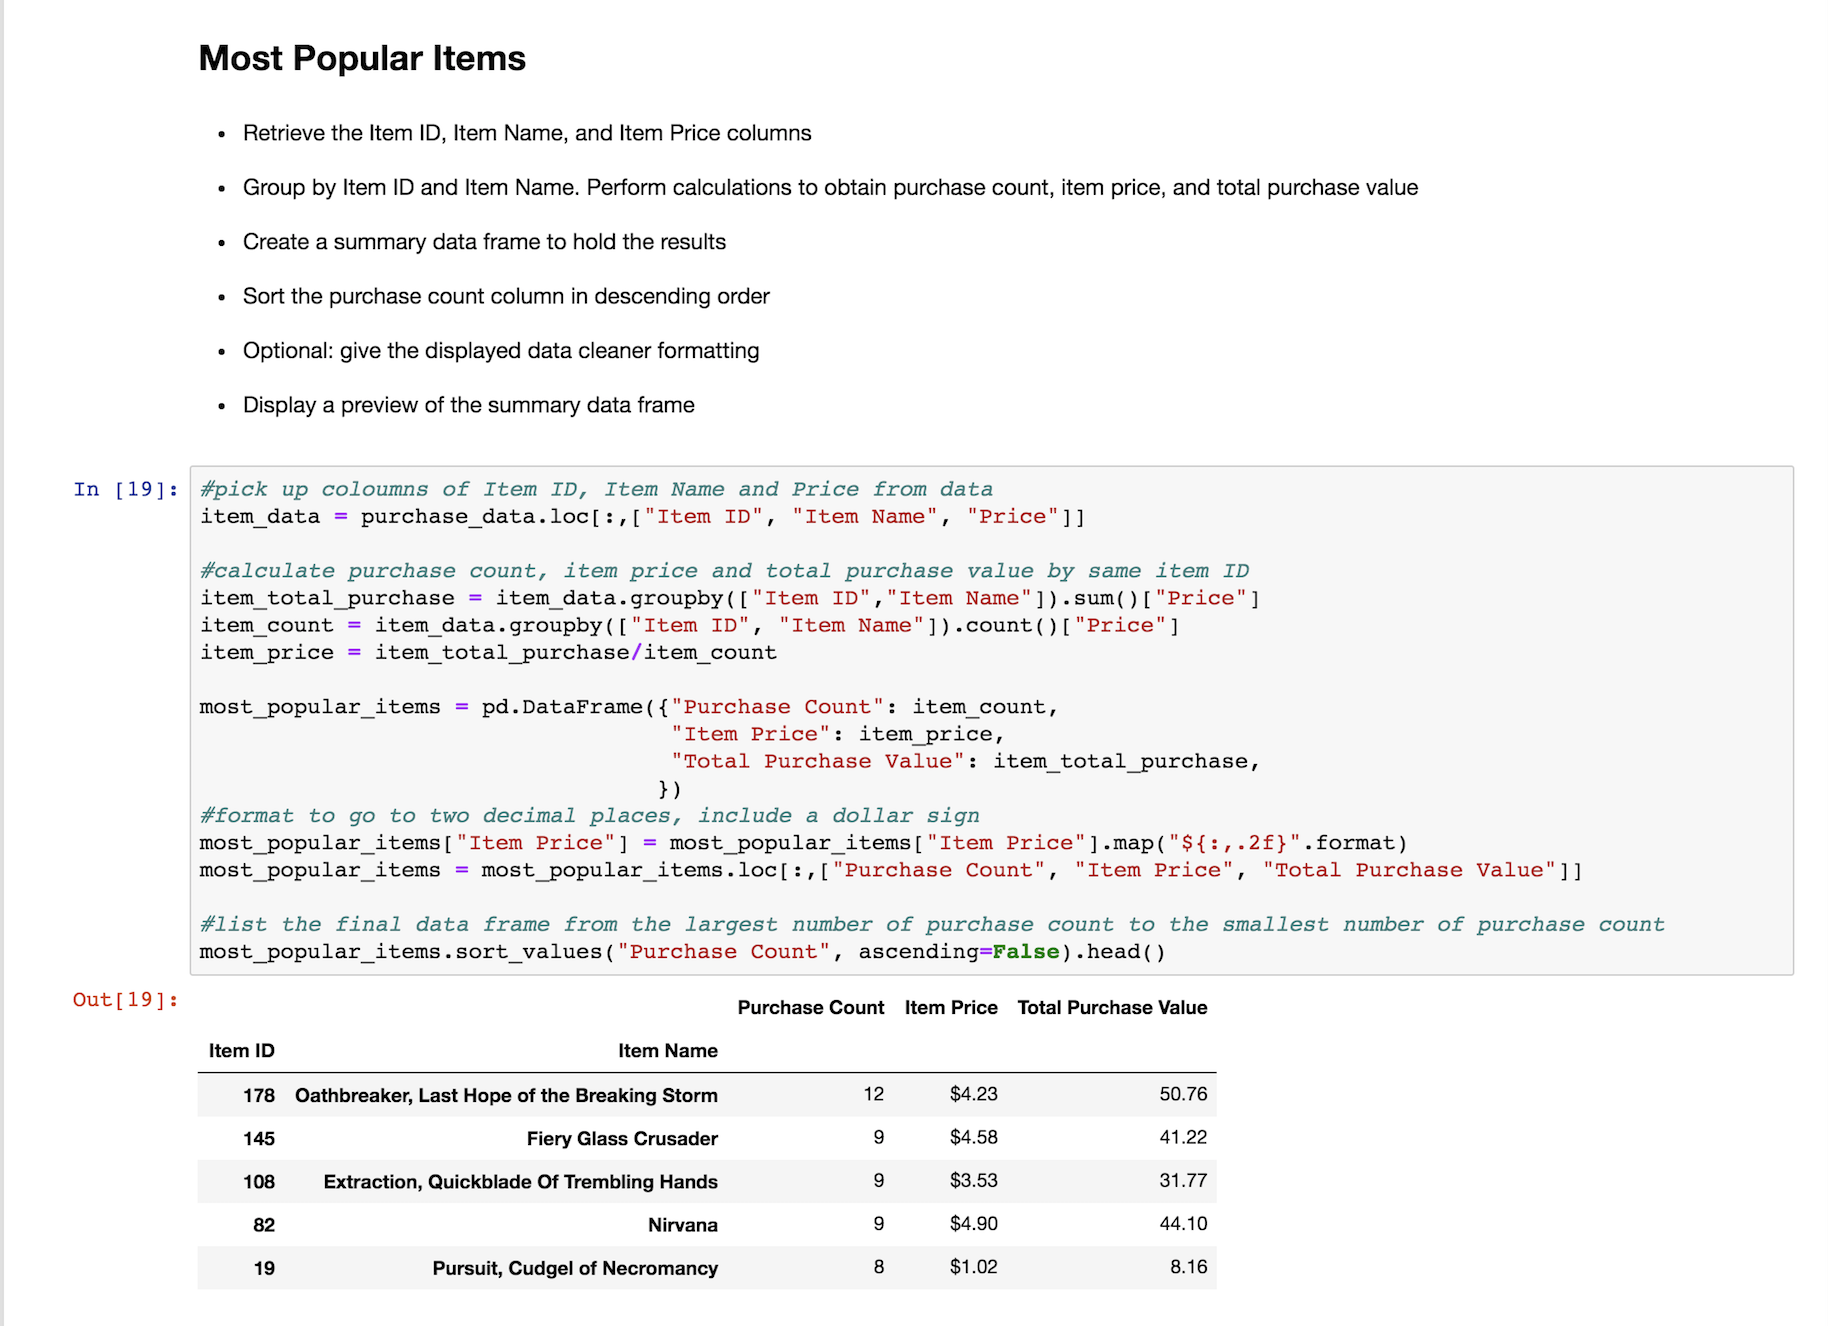 Most Popular Items
• Retrieve the Item ID, Item Name, and Item Price columns
• Group by Item ID and Item Name. Perform calculations to obtain purchase count, item price, and total purchase value
• Create a summary data frame to hold the results
• Sort the purchase count column in descending order
• Optional: give the displayed data cleaner formatting
• Display a preview of the summary data frame
In [19]: #pick up coloumns of Item ID, Item Name and Price from data
item_data = purchase_data.loc[:,["Item ID", "Item Name", "Price"]]
#calculate purchase count, item price and total purchase value by same item ID
item_total_purchase = item_data.groupby(["Item ID","Item Name"]).sum()["Price"]
item_count = item_data.groupby(["Item ID", "Item Name"]).count()["Price"]
item_price = item_total_purchase/item_count
most_popular_items = pd.DataFrame({"Purchase Count": item_count,
"Item Price": item_price,
"Total Purchase Value": item_total_purchase,
})
#format to go to two decimal places, include a dollar sign
most_popular_items["Item Price"] = most_popular_items["Item Price"].map("${:,.2f}".format)
most_popular_items = most_popular_items.loc[:,["Purchase Count", "Item Price", "Total Purchase Value"]]
#list the final data frame from the largest number of purchase count to the smallest number of purchase count
most_popular_items.sort_values("Purchase Count", ascending=False).head()
Out[19]:
Purchase Count Item Price Total Purchase Value
Item ID Item Name
178 Oathbreaker, Last Hope of the Breaking Storm 12 $4.23 50.76
145 Fiery Glass Crusader 9 $4.58 41.22
108 Extraction, Quickblade Of Trembling Hands 9 $3.53 31.77
82 Nirvana 9 $4.90 44.10
19 Pursuit, Cudgel of Necromancy 8 $1.02 8.16